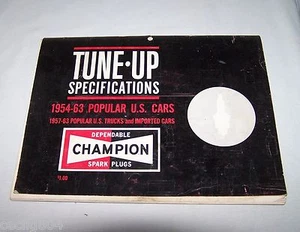 TUNE-UP
SPECIFICATIONS
1954-63 POPULAR U.S. CARS
1957-63 POPULAR U.S. TRUCKS and IMPORTED CARS
DEPENDABLE
CHAMPION
SPARK PLUGS
$1.00